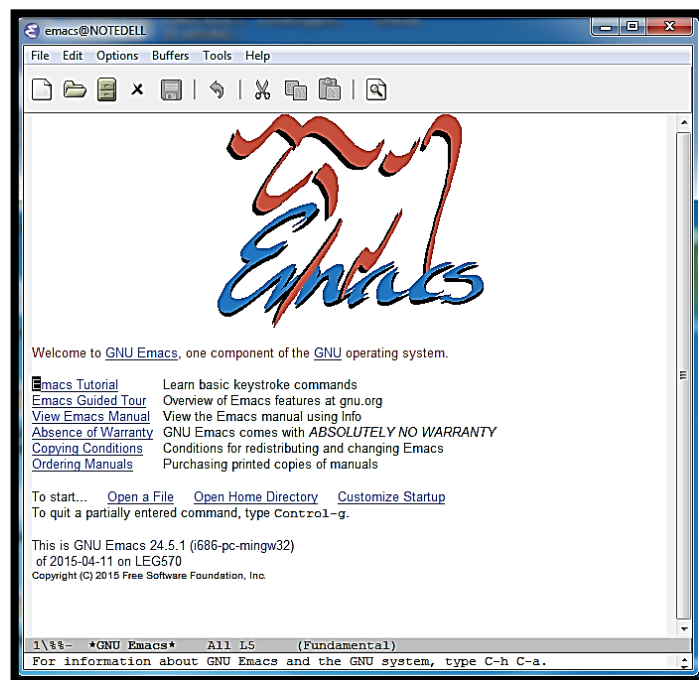 emacs@NOTEDELL
File Edit Options Buffers Tools Help
Emacs
Welcome to GNU Emacs, one component of the GNU operating system.
Emacs Tutorial Learn basic keystroke commands
Emacs Guided Tour Overview of Emacs features at gnu.org
View Emacs Manual View the Emacs manual using Info
Absence of Warranty GNU Emacs comes with ABSOLUTELY NO WARRANTY
Copying Conditions Conditions for redistributing and changing Emacs
Ordering Manuals Purchasing printed copies of manuals
To start... Open a File Open Home Directory Customize Startup
To quit a partially entered command, type Control-g.
This is GNU Emacs 24.5.1 (i686-pc-mingw32)
of 2015-04-11 on LEG570
Copyright (C) 2015 Free Software Foundation, Inc.
1\%%- *GNU Emacs* All L5 (Fundamental)
For information about GNU Emacs and the GNU system, type C-h C-a.